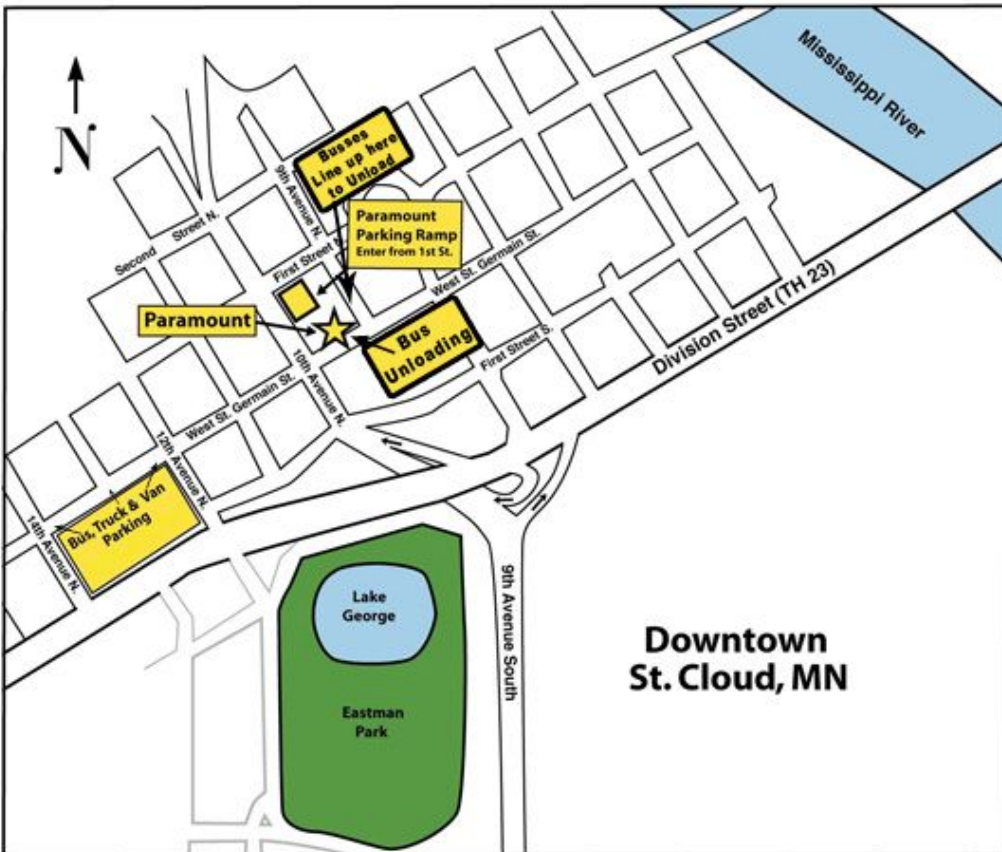 N
Mississippi River
Busses
Line up here
to Unload
9th Avenue N.
Second Street N.
First Street N.
Paramount
Parking Ramp
Enter from 1st St.
West St. Germain St.
Paramount
Bus
Unloading
First Street S.
Division Street (TH 23)
10th Avenue N.
West St. Germain St.
12th Avenue N.
Bus, Truck & Van
Parking
14th Avenue N.
Lake
George
9th Avenue South
Eastman
Park
Downtown
St. Cloud, MN